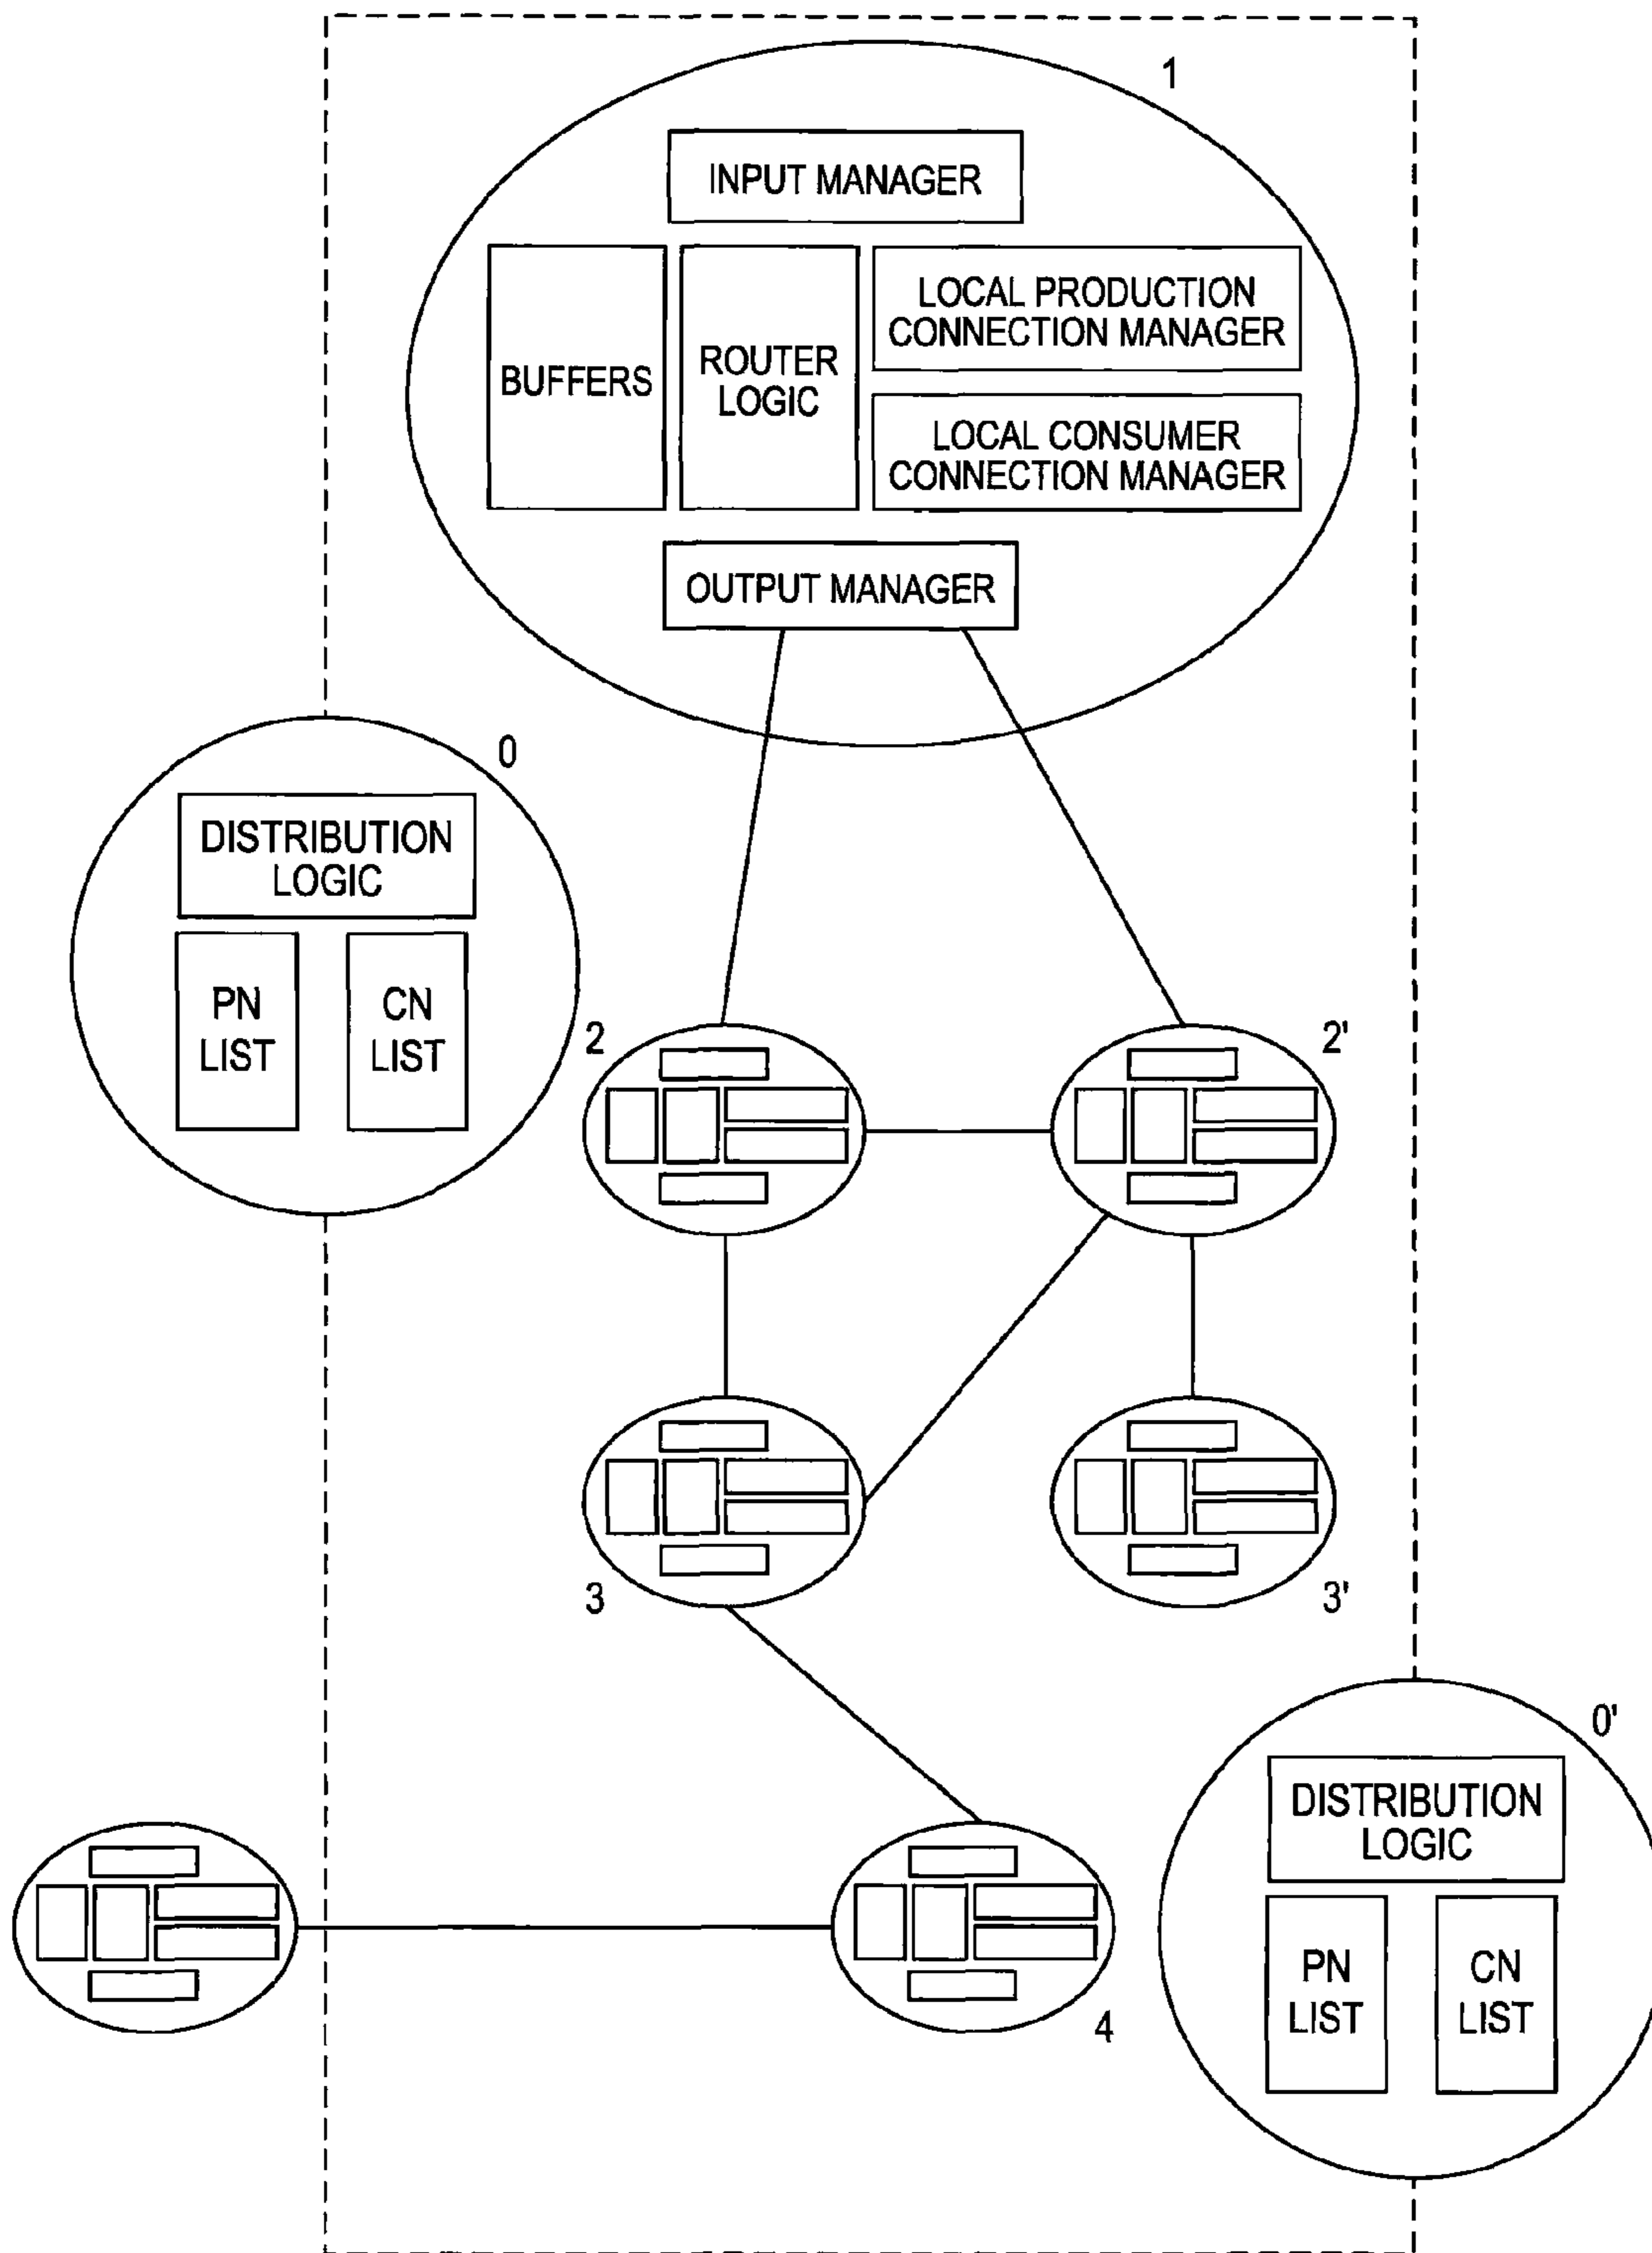 1
INPUT MANAGER
BUFFERS
ROUTER
LOGIC
LOCAL PRODUCTION
CONNECTION MANAGER
LOCAL CONSUMER
CONNECTION MANAGER
OUTPUT MANAGER
0
DISTRIBUTION
LOGIC
PN
LIST
CN
LIST
2
2'
3
3'
0'
DISTRIBUTION
LOGIC
PN
LIST
CN
LIST
4